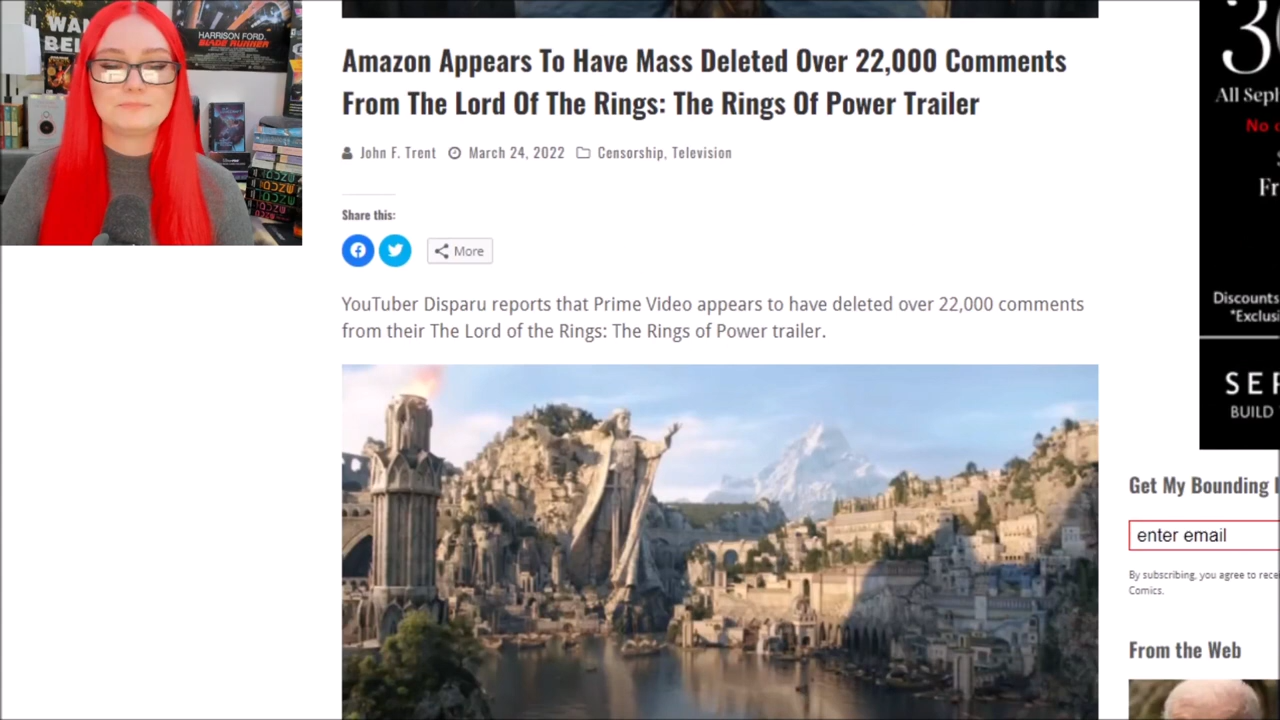 HARRISON FORD.
BLADE RUNNER
Amazon Appears To Have Mass Deleted Over 22,000 Comments
From The Lord Of The Rings: The Rings Of Power Trailer
John F. Trent March 24, 2022 Censorship, Television
Share this:
More
YouTuber Disparu reports that Prime Video appears to have deleted over 22,000 comments
from their The Lord of the Rings: The Rings of Power trailer.
All Sep
No
Fr
Discounts
*Exclusi
SE
BUILD
Get My Bounding
enter email
By subscribing, you agree to rece
Comics.
From the Web